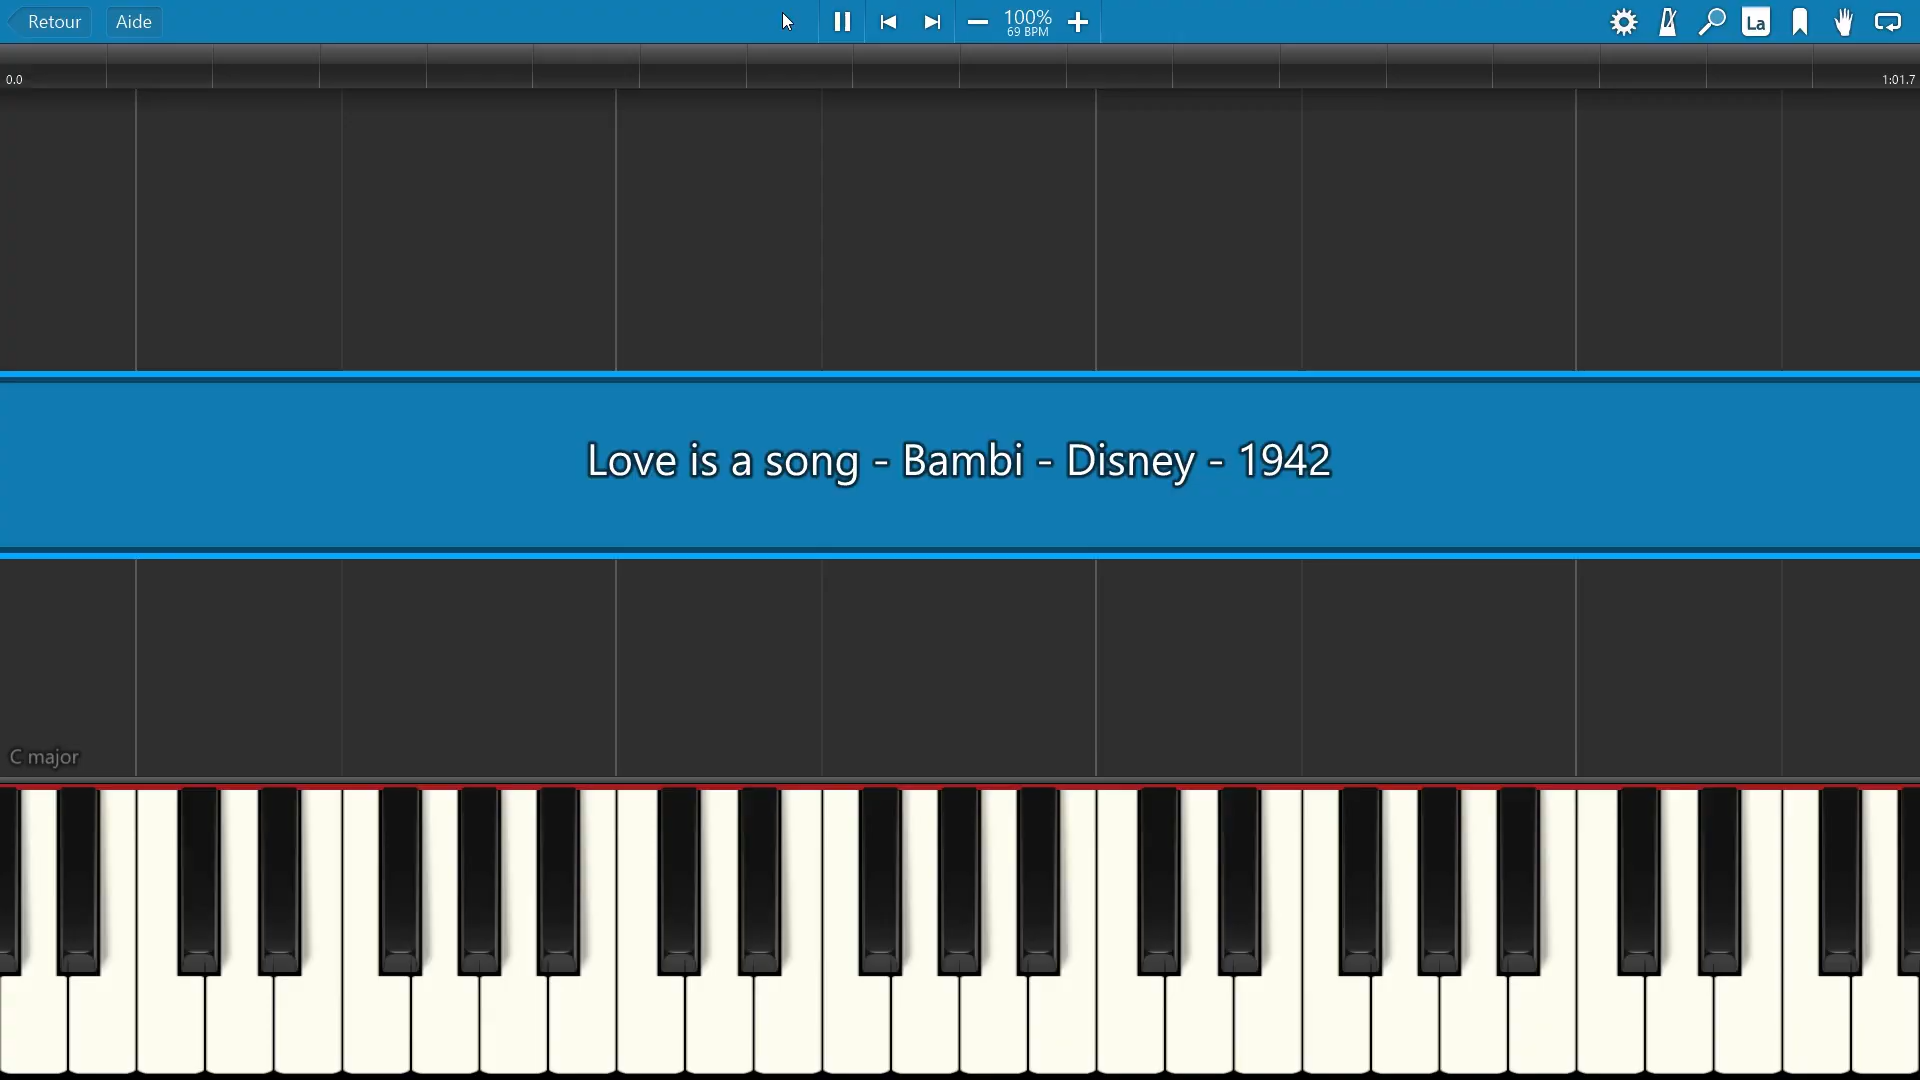 Retour Aide 100% La
69 BPM
0.0 1:01.7
Love is a song - Bambi - Disney - 1942
C major